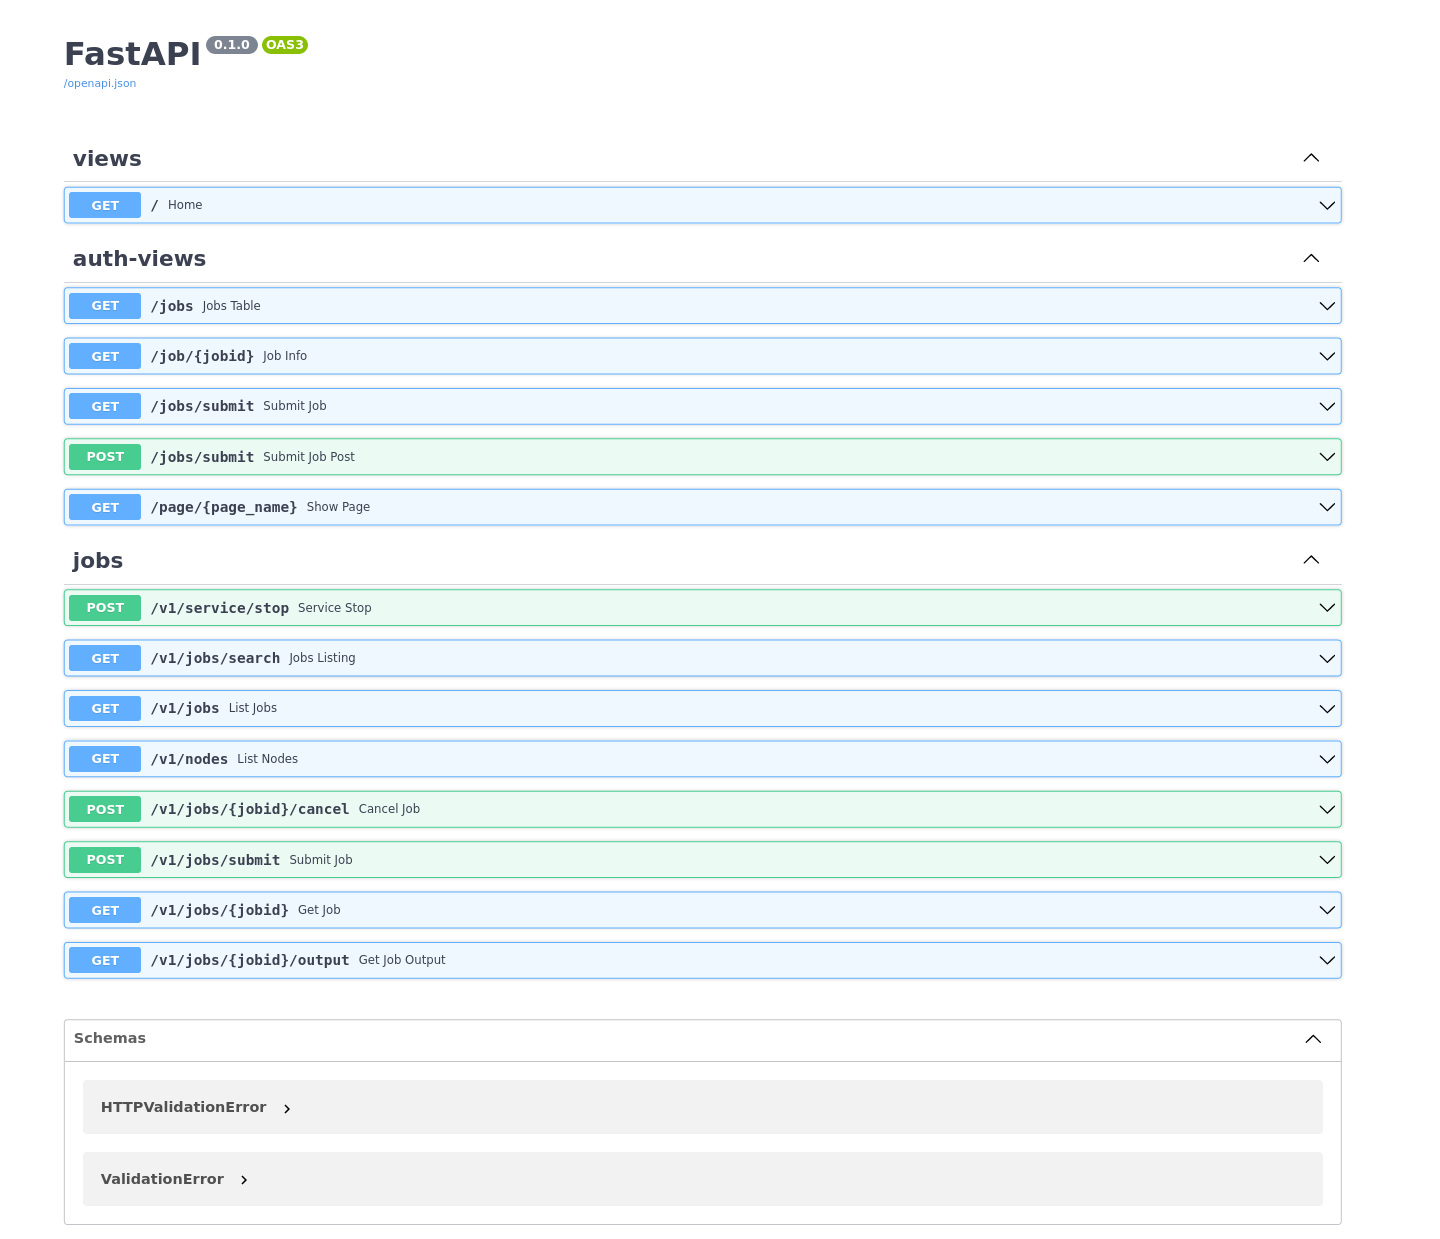 FastAPI 0.1.0 OAS3
/openapi.json
views
GET / Home
auth-views
GET /jobs Jobs Table
GET /job/{jobid} Job Info
GET /jobs/submit Submit Job
POST /jobs/submit Submit Job Post
GET /page/{page_name} Show Page
jobs
POST /v1/service/stop Service Stop
GET /v1/jobs/search Jobs Listing
GET /v1/jobs List Jobs
GET /v1/nodes List Nodes
POST /v1/jobs/{jobid}/cancel Cancel Job
POST /v1/jobs/submit Submit Job
GET /v1/jobs/{jobid} Get Job
GET /v1/jobs/{jobid}/output Get Job Output
Schemas
HTTPValidationError
ValidationError